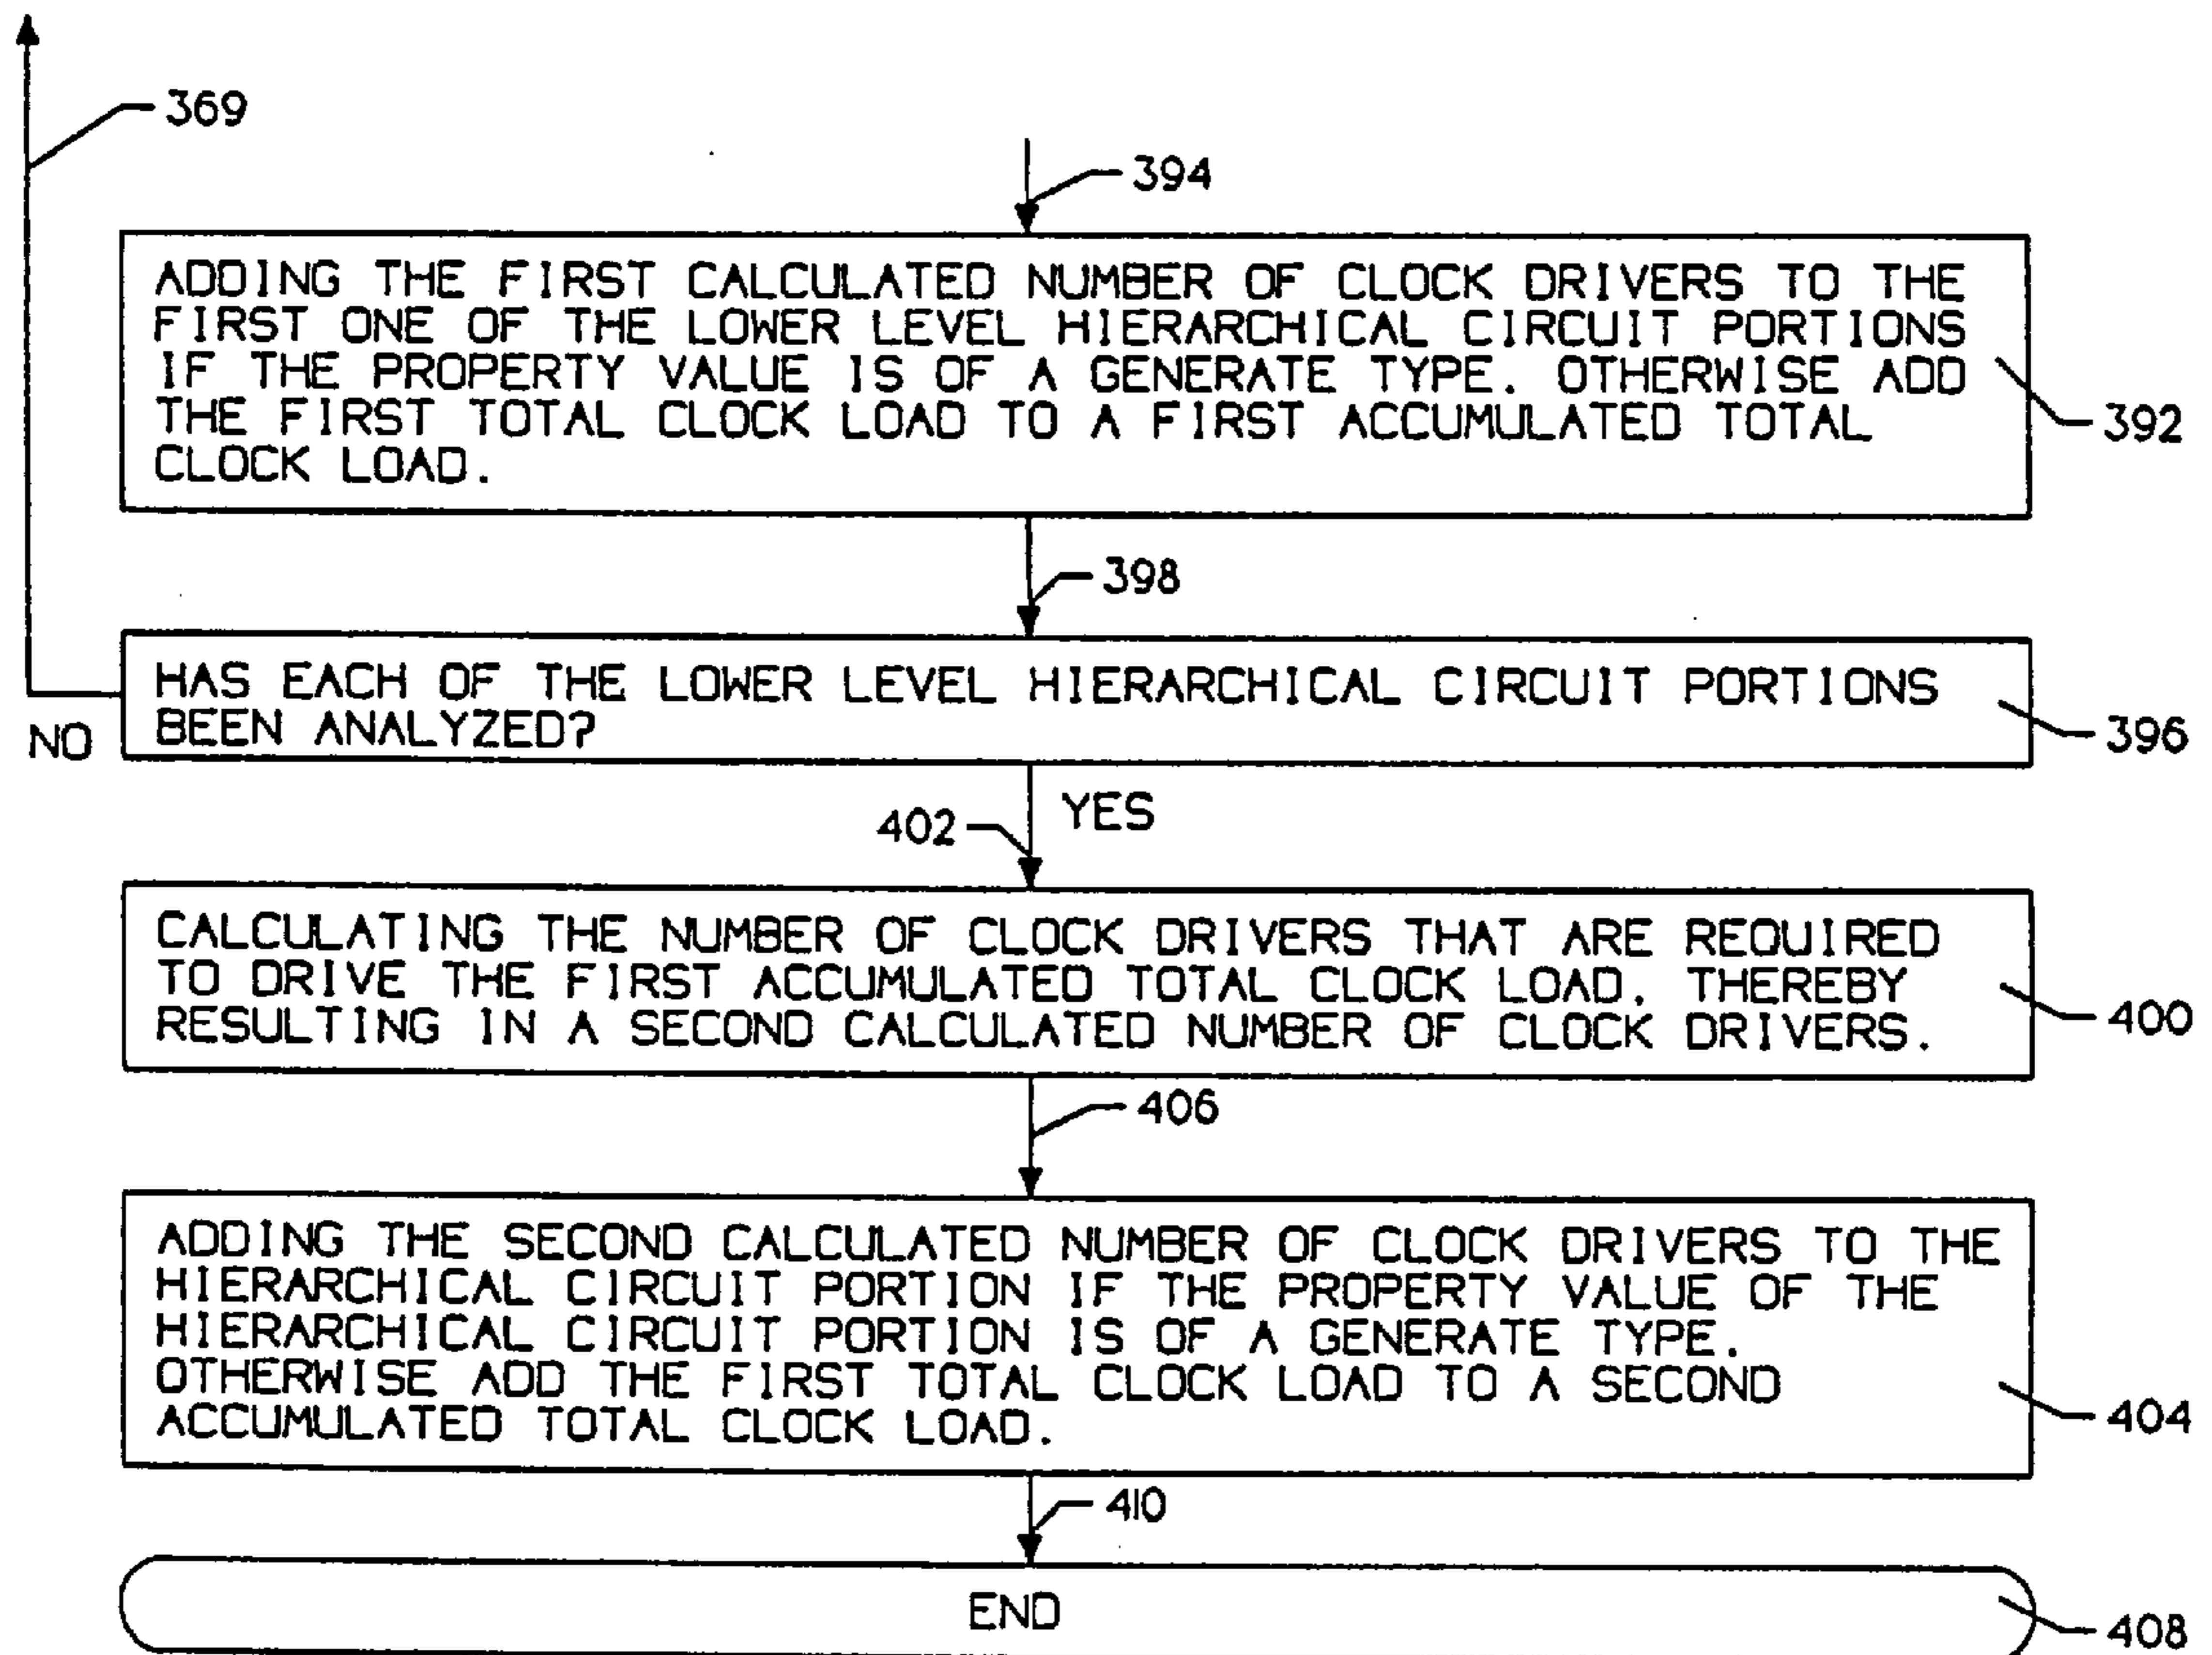 369
394
ADDING THE FIRST CALCULATED NUMBER OF CLOCK DRIVERS TO THE
FIRST ONE OF THE LOWER LEVEL HIERARCHICAL CIRCUIT PORTIONS
IF THE PROPERTY VALUE IS OF A GENERATE TYPE. OTHERWISE ADD
THE FIRST TOTAL CLOCK LOAD TO A FIRST ACCUMULATED TOTAL
CLOCK LOAD.
392
398
HAS EACH OF THE LOWER LEVEL HIERARCHICAL CIRCUIT PORTIONS
BEEN ANALYZED?
396
NO
YES
402
CALCULATING THE NUMBER OF CLOCK DRIVERS THAT ARE REQUIRED
TO DRIVE THE FIRST ACCUMULATED TOTAL CLOCK LOAD. THEREBY
RESULTING IN A SECOND CALCULATED NUMBER OF CLOCK DRIVERS.
400
406
ADDING THE SECOND CALCULATED NUMBER OF CLOCK DRIVERS TO THE
HIERARCHICAL CIRCUIT PORTION IF THE PROPERTY VALUE OF THE
HIERARCHICAL CIRCUIT PORTION IS OF A GENERATE TYPE.
OTHERWISE ADD THE FIRST TOTAL CLOCK LOAD TO A SECOND
ACCUMULATED TOTAL CLOCK LOAD.
404
410
END
408